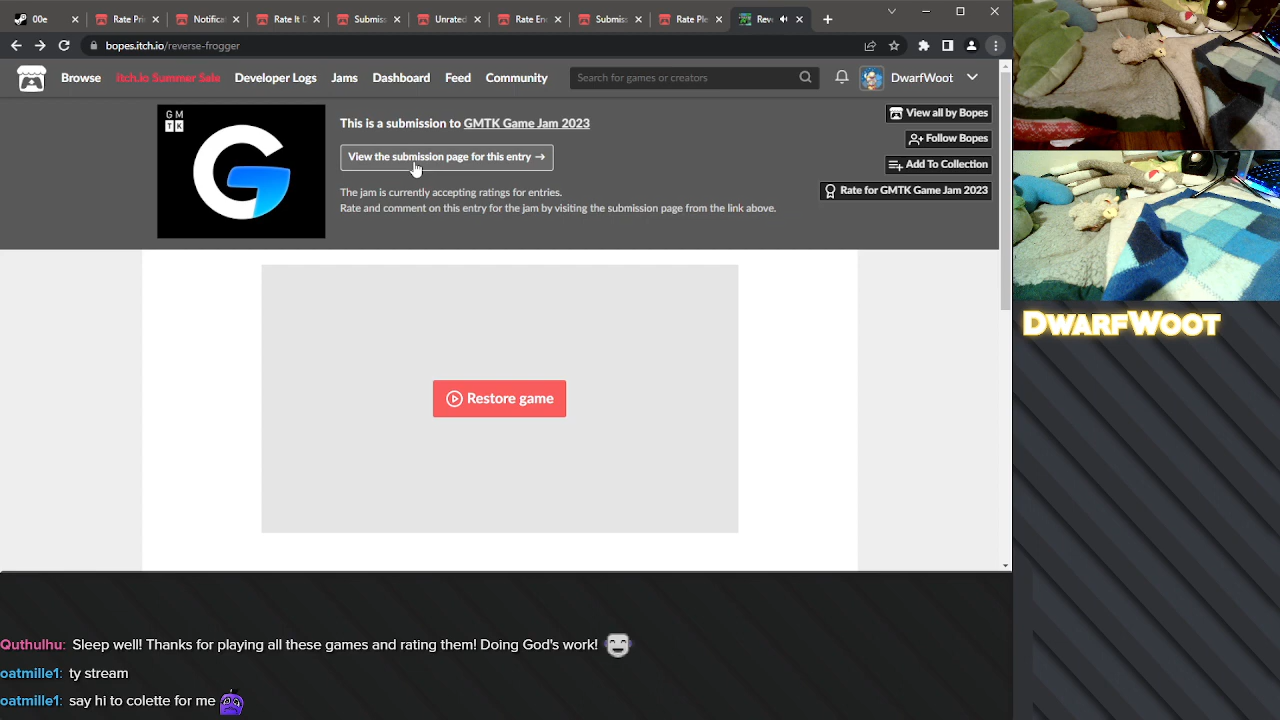 00e
Rate Pri
Notificat
Rate It D
Submiss
Unrated
Rate En
Submiss
Rate Ple
Rev
bopes.itch.io/reverse-frogger
Browse
itch.io Summer Sale
Developer Logs
Jams
Dashboard
Feed
Community
Search for games or creators
DwarfWoot
G M
T K
This is a submission to GMTK Game Jam 2023
View the submission page for this entry →
The jam is currently accepting ratings for entries.
Rate and comment on this entry for the jam by visiting the submission page from the link above.
View all by Bopes
Follow Bopes
Add To Collection
Rate for GMTK Game Jam 2023
Restore game
DWARFWOOT
Quthulhu: Sleep well! Thanks for playing all these games and rating them! Doing God's work!
oatmille1: ty stream
oatmille1: say hi to colette for me